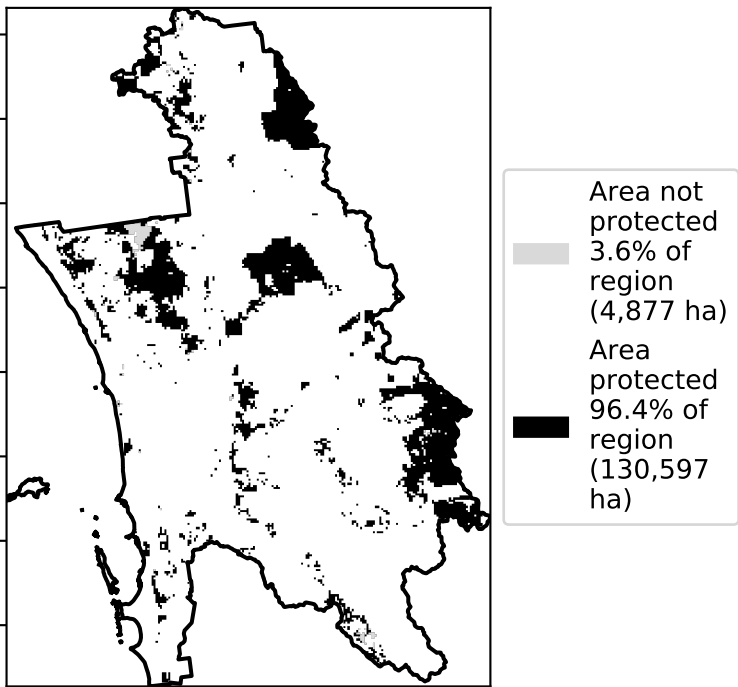 Area not
protected
3.6% of
region
(4,877 ha)
Area
protected
96.4% of
region
(130,597
ha)